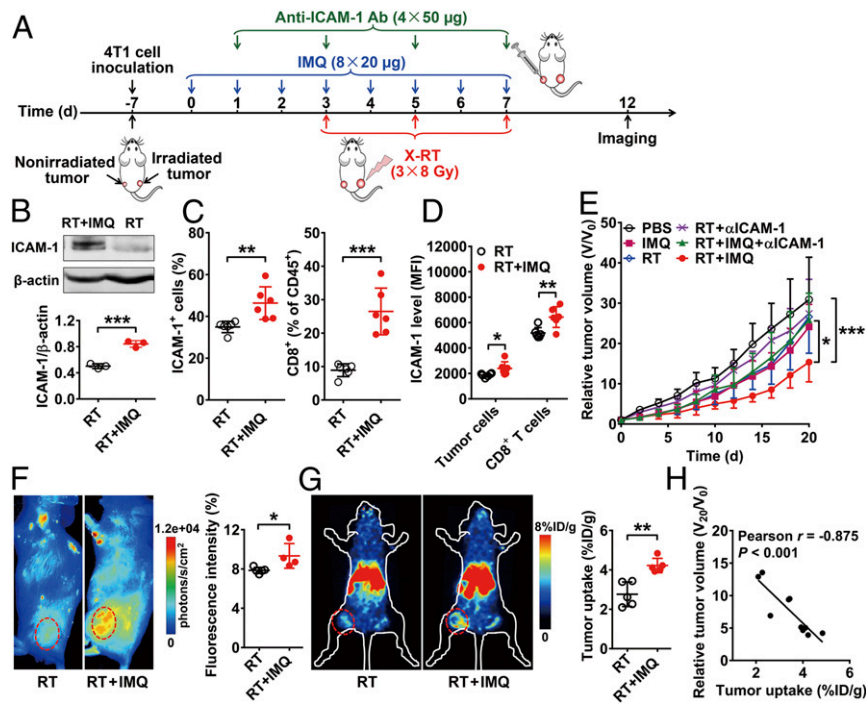 A
Anti-ICAM-1 Ab (4×50 μg)
4T1 cell
inoculation
IMQ (8×20 μg)
Time (d)
-7 0 1 2 3 4 5 6 7 12
Imaging
Nonirradiated
tumor
Irradiated
tumor
X-RT
(3×8 Gy)
B
RT+IMQ RT
ICAM-1
β-actin
***
ICAM-1/β-actin
1.2
0.8
0.4
0.0
RT
RT+IMQ
C
**
ICAM-1⁺ cells (%)
80
60
40
20
0
RT
RT+IMQ
***
CD8⁺ (% of CD45⁺)
50
40
30
20
10
0
RT
RT+IMQ
D
RT
RT+IMQ
**
*
ICAM-1 level (MFI)
12000
10000
8000
6000
4000
2000
0
Tumor cells
CD8⁺ T cells
E
PBS
IMQ
RT
RT+αICAM-1
RT+IMQ+αICAM-1
RT+IMQ
*
***
Relative tumor volume (V/V₀)
50
40
30
20
10
0
0 5 10 15 20
Time (d)
F
1.2e+04
photons/s/cm²
0
RT
RT+IMQ
*
Fluorescence intensity (%)
16
12
8
4
0
RT
RT+IMQ
G
8%ID/g
0
RT
RT+IMQ
**
Tumor uptake (%ID/g)
6
4
2
0
RT
RT+IMQ
H
Pearson r = -0.875
P < 0.001
Relative tumor volume (V₂₀/V₀)
20
15
10
5
0
2 4 6
Tumor uptake (%ID/g)